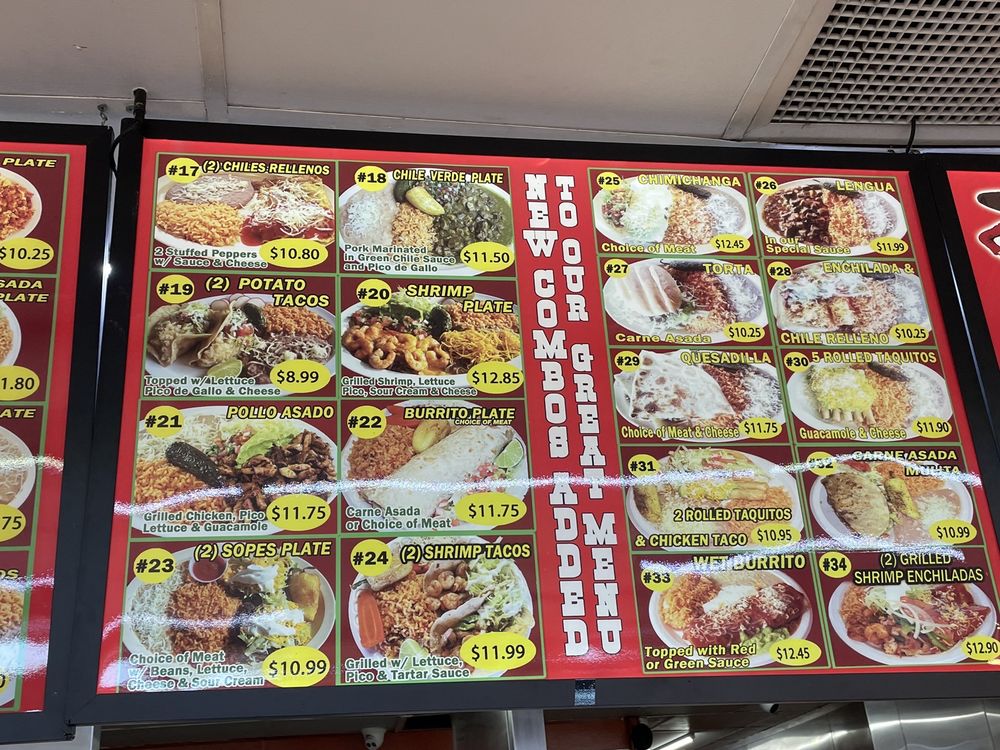 PLATE
$10.25
ASADA
PLATE
1.80
ATE
75
OS
#17 (2) CHILES RELLENOS
2 Stuffed Peppers
w/ Sauce & Cheese
$10.80
#18 CHILE VERDE PLATE
Pork Marinated
in Green Chile Sauce
and Pico de Gallo
$11.50
#19 (2) POTATO
TACOS
Topped w/Lettuce
Pico de Gallo & Cheese
$8.99
#20 SHRIMP
PLATE
Grilled Shrimp, Lettuce
Pico, Sour Cream & Cheese
$12.85
#21 POLLO ASADO
Grilled Chicken, Pico
Lettuce & Guacamole
$11.75
#22 BURRITO PLATE
CHOICE OF MEAT
Carne Asada
or Choice of Meat
$11.75
#23 (2) SOPES PLATE
Choice of Meat
w/ Beans, Lettuce,
Cheese & Sour Cream
$10.99
#24 (2) SHRIMP TACOS
Grilled w/ Lettuce,
Pico & Tartar Sauce
$11.99
NEW COMBOS ADDED
TO OUR GREAT MENU
#25 CHIMICHANGA
Choice of Meat
$12.45
#26 LENGUA
In our
Special Sauce
$11.99
#27 TORTA
Carne Asada
$10.25
#28 ENCHILADA &
CHILE RELLENO
$10.25
#29 QUESADILLA
Choice of Meat & Cheese
$11.75
#30 5 ROLLED TAQUITOS
Guacamole & Cheese
$11.90
#31
2 ROLLED TAQUITOS
& CHICKEN TACO
$10.95
#32 CARNE ASADA
MULITA
$10.99
#33 WET BURRITO
Topped with Red
or Green Sauce
$12.45
#34 (2) GRILLED
SHRIMP ENCHILADAS
$12.90